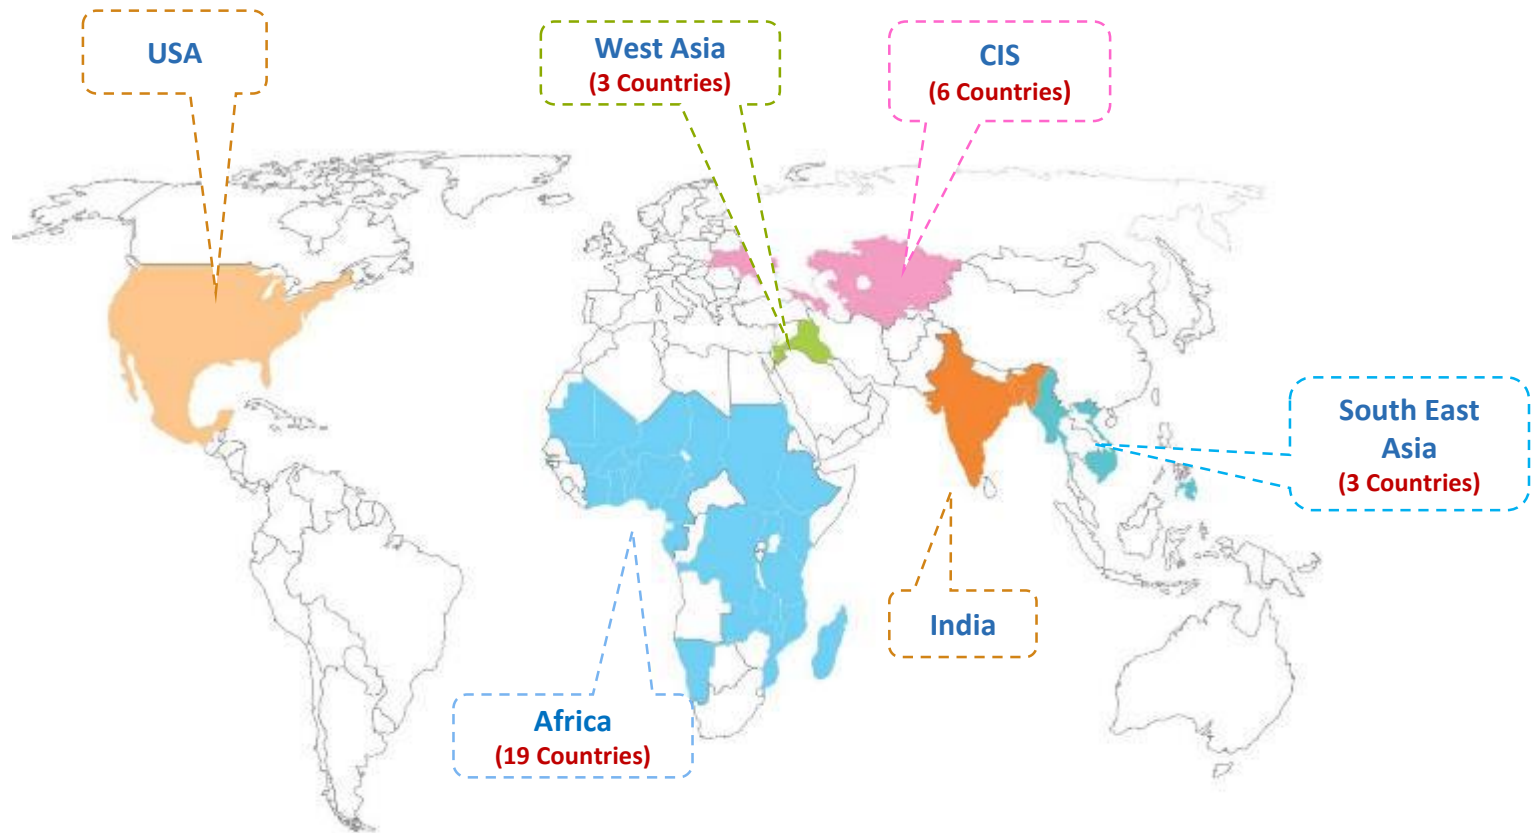 USA
West Asia
(3 Countries)
CIS
(6 Countries)
South East
Asia
(3 Countries)
India
Africa
(19 Countries)